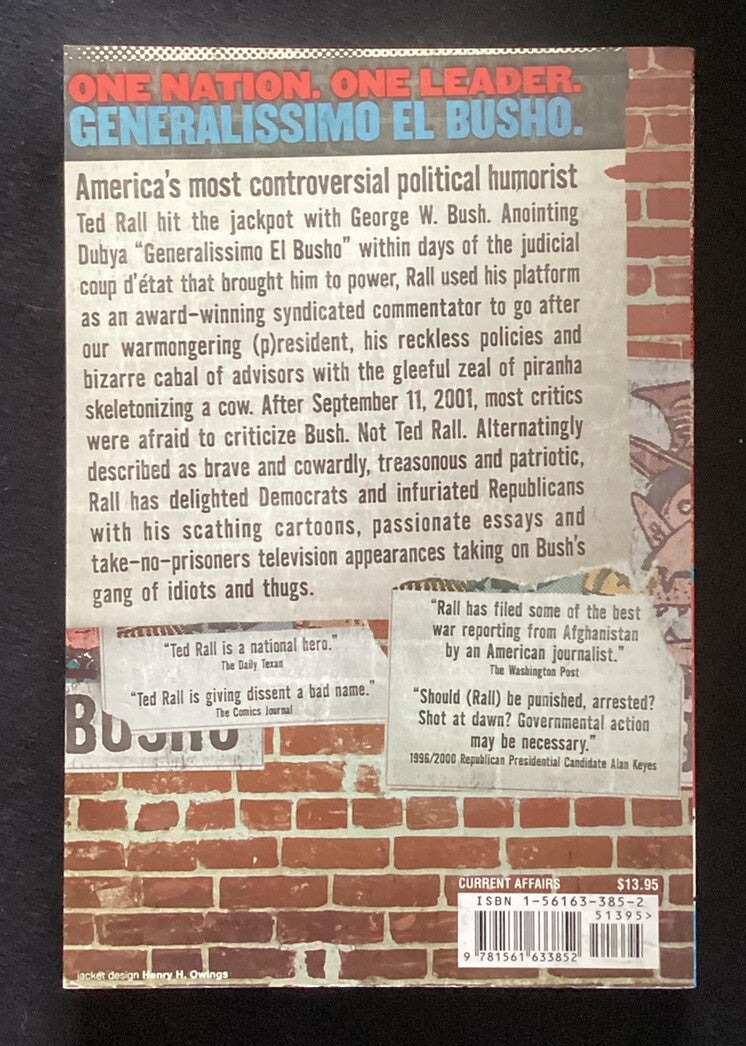 ONE NATION. ONE LEADER.
GENERALISSIMO EL BUSHO.
America's most controversial political humorist
Ted Rall hit the jackpot with George W. Bush. Anointing
Dubya "Generalissimo El Busho" within days of the judicial
coup d'état that brought him to power, Rall used his platform
as an award-winning syndicated commentator to go after
our warmongering (p)resident, his reckless policies and
bizarre cabal of advisors with the gleeful zeal of piranha
skeletonizing a cow. After September 11, 2001, most critics
were afraid to criticize Bush. Not Ted Rall. Alternatingly
described as brave and cowardly, treasonous and patriotic,
Rall has delighted Democrats and infuriated Republicans
with his scathing cartoons, passionate essays and
take-no-prisoners television appearances taking on Bush's
gang of idiots and thugs.
"Ted Rall is a national hero."
The Daily Texan
"Ted Rall is giving dissent a bad name."
The Comics Journal
"Rall has filed some of the best
war reporting from Afghanistan
by an American journalist."
The Washington Post
"Should (Rall) be punished, arrested?
Shot at dawn? Governmental action
may be necessary."
1996/2000 Republican Presidential Candidate Alan Keyes
BUSHO
CURRENT AFFAIRS $13.95
ISBN 1-56163-385-2
51395>
9 781561 633852
jacket design Henry H. Owings